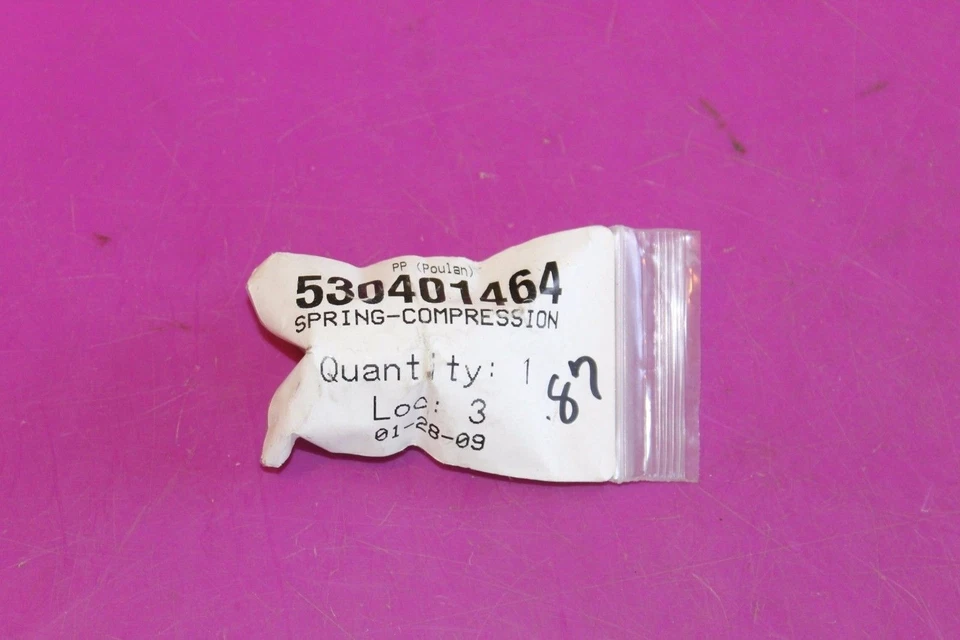 PP (Poulan)
530401464
SPRING-COMPRESSION
Quantity: 1
.87
Loc: 3
01-28-09